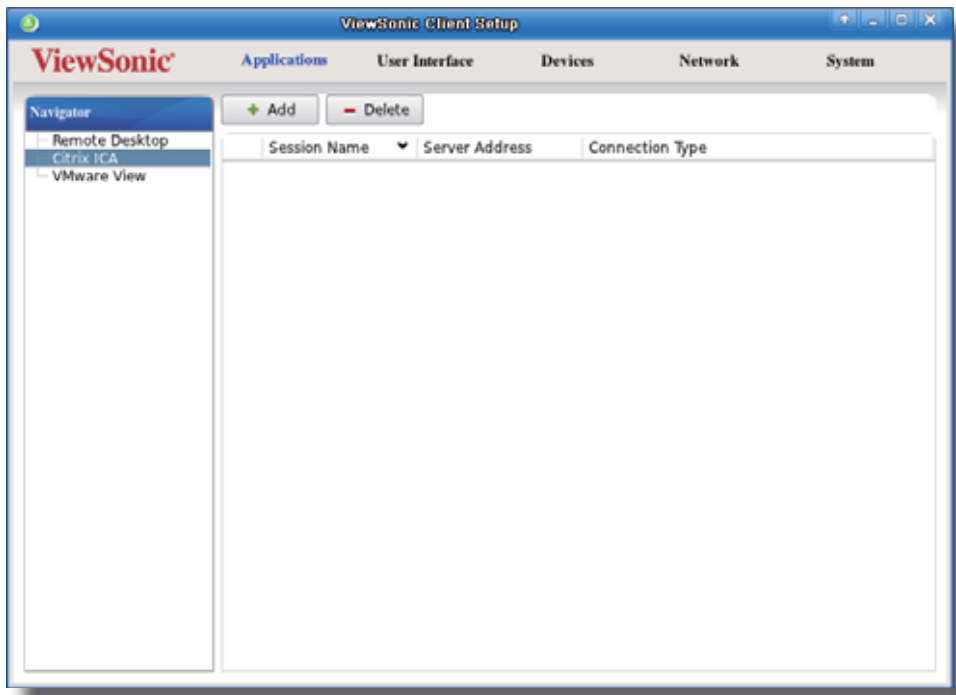 ViewSonic Client Setup
ViewSonic Applications User Interface Devices Network System
Navigator
Remote Desktop
Citrix ICA
VMware View
+ Add - Delete
Session Name Server Address Connection Type